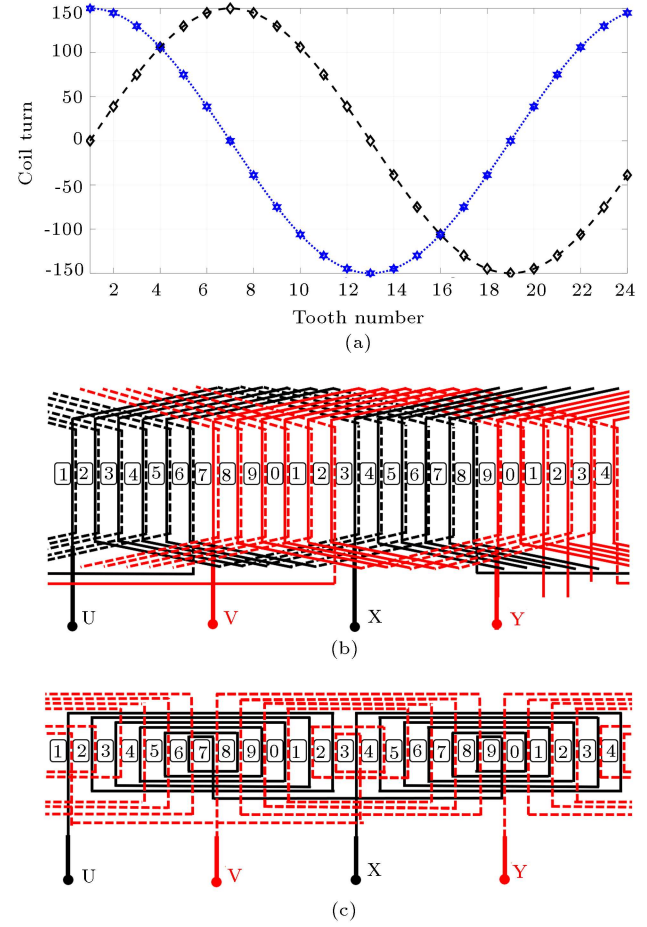 150
100
50
0
-50
-100
-150
Coil turn
2 4 6 8 10 12 14 16 18 20 22 24
Tooth number
(a)
1 2 3 4 5 6 7 8 9 0 1 2 3 4 5 6 7 8 9 0 1 2 3 4
U V X Y
(b)
1 2 3 4 5 6 7 8 9 0 1 2 3 4 5 6 7 8 9 0 1 2 3 4
U V X Y
(c)